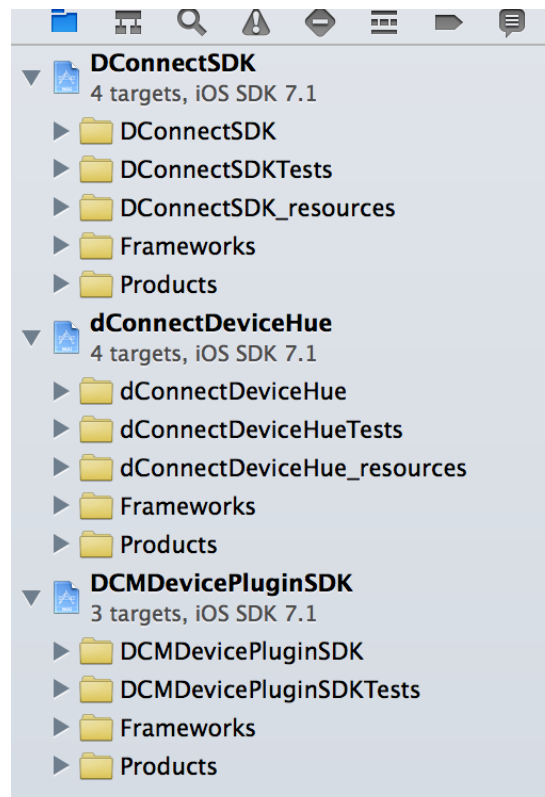 DConnectSDK
4 targets, iOS SDK 7.1
DConnectSDK
DConnectSDKTests
DConnectSDK_resources
Frameworks
Products
dConnectDeviceHue
4 targets, iOS SDK 7.1
dConnectDeviceHue
dConnectDeviceHueTests
dConnectDeviceHue_resources
Frameworks
Products
DCMDevicePluginSDK
3 targets, iOS SDK 7.1
DCMDevicePluginSDK
DCMDevicePluginSDKTests
Frameworks
Products